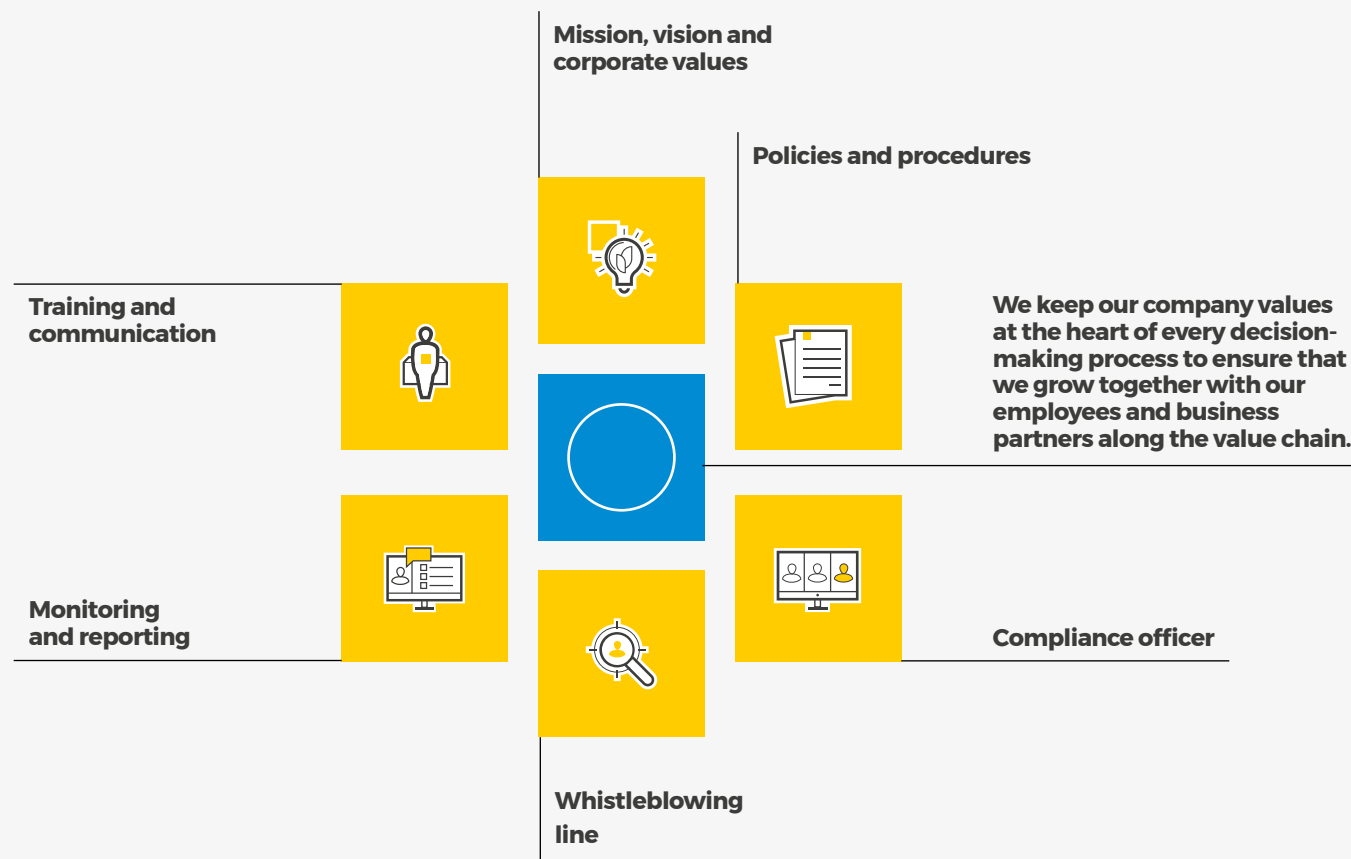 Mission, vision and
corporate values
Policies and procedures
Training and
communication
We keep our company values
at the heart of every decision-
making process to ensure that
we grow together with our
employees and business
partners along the value chain.
Monitoring
and reporting
Compliance officer
Whistleblowing
line